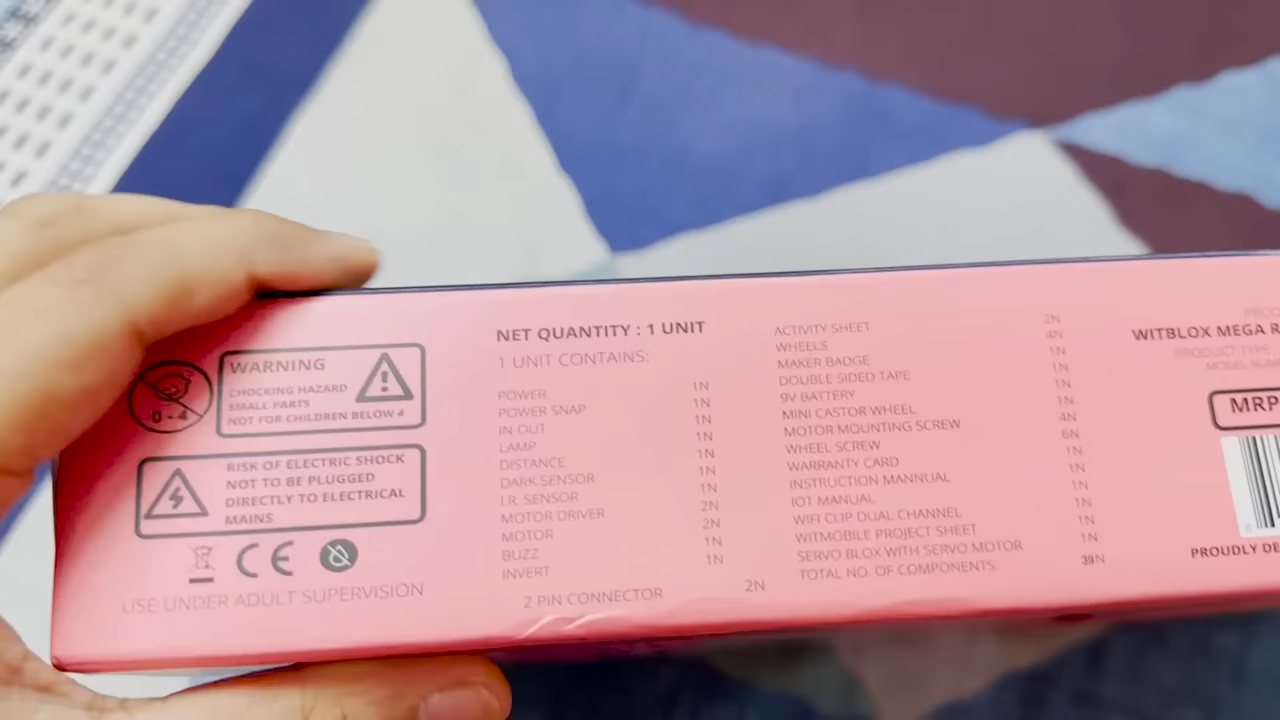 0-4
WARNING
CHOCKING HAZARD
SMALL PARTS
NOT FOR CHILDREN BELOW 4
RISK OF ELECTRIC SHOCK
NOT TO BE PLUGGED
DIRECTLY TO ELECTRICAL
MAINS
CE
USE UNDER ADULT SUPERVISION
NET QUANTITY : 1 UNIT
1 UNIT CONTAINS:
POWER 1N
POWER SNAP 1N
IN OUT 1N
LAMP 1N
DISTANCE 1N
DARK SENSOR 1N
I.R. SENSOR 1N
MOTOR DRIVER 2N
MOTOR 2N
BUZZ 1N
INVERT 1N
2 PIN CONNECTOR 2N
ACTIVITY SHEET 2N
WHEELS 4N
MAKER BADGE 1N
DOUBLE SIDED TAPE 1N
9V BATTERY 1N
MINI CASTOR WHEEL 1N
MOTOR MOUNTING SCREW 4N
WHEEL SCREW 6N
WARRANTY CARD 1N
INSTRUCTION MANNUAL 1N
IOT MANUAL 1N
WIFI CLIP DUAL CHANNEL 1N
WITMOBILE PROJECT SHEET 1N
SERVO BLOX WITH SERVO MOTOR 1N
TOTAL NO. OF COMPONENTS: 39N
WITBLOX MEGA R
PRODUCT TYPE
MRP
PROUDLY DE